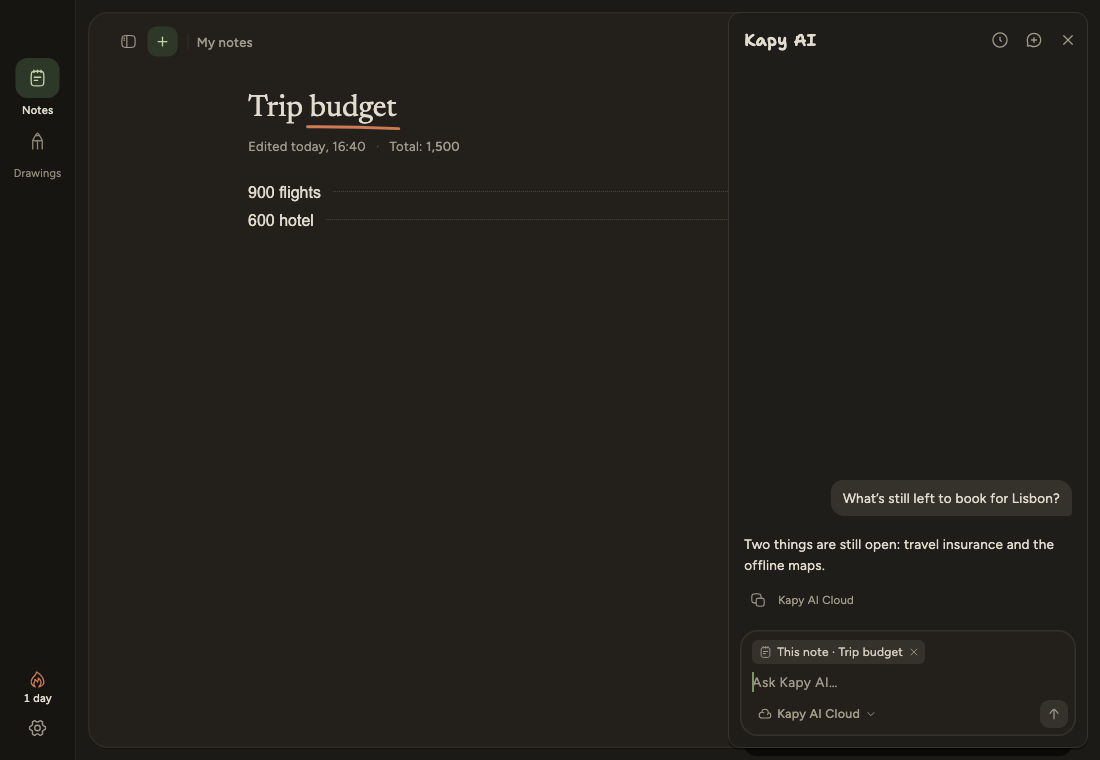 Notes
Drawings
1 day
My notes
Trip budget
Edited today, 16:40 · Total: 1,500
900 flights
600 hotel
Kapy AI
What's still left to book for Lisbon?
Two things are still open: travel insurance and the
offline maps.
Kapy AI Cloud
This note · Trip budget
Ask Kapy AI...
Kapy AI Cloud